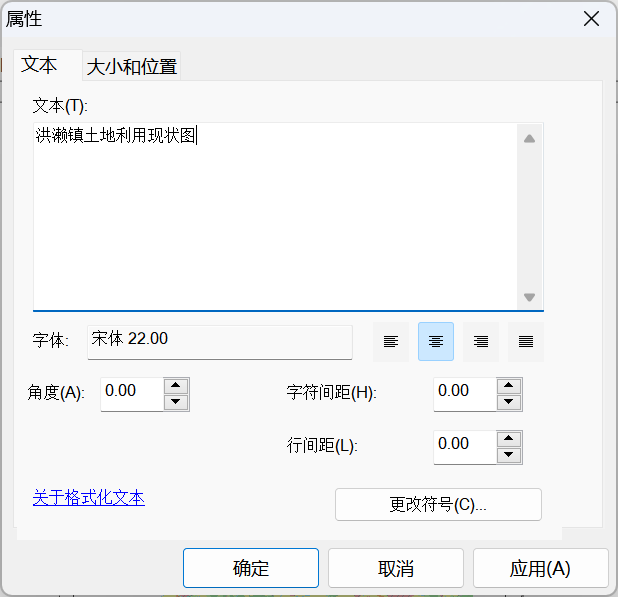 属性
文本
大小和位置
文本(T):
洪濑镇土地利用现状图
字体:
宋体 22.00
角度(A):
0.00
字符间距(H):
0.00
行间距(L):
0.00
关于格式化文本
更改符号(C)...
确定
取消
应用(A)